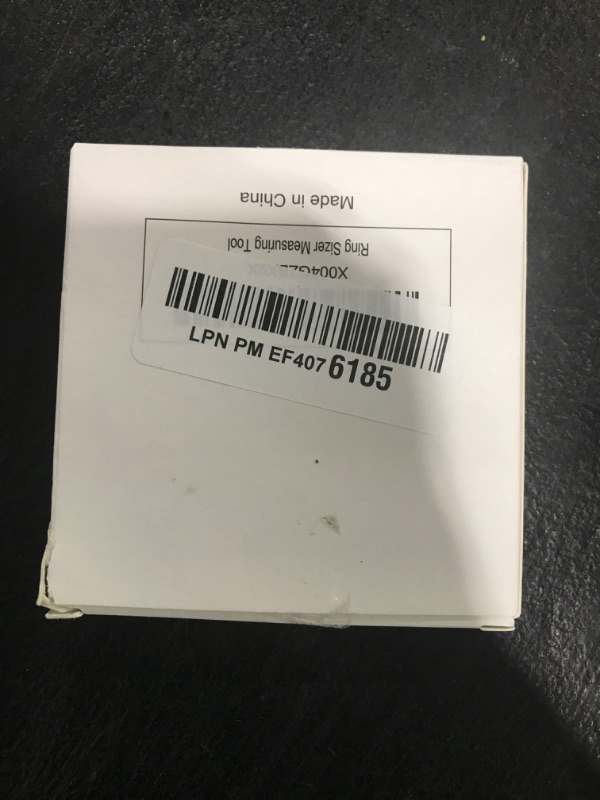 Made in China
Ring Sizer Measuring Tool
LPN PM EF407 6185